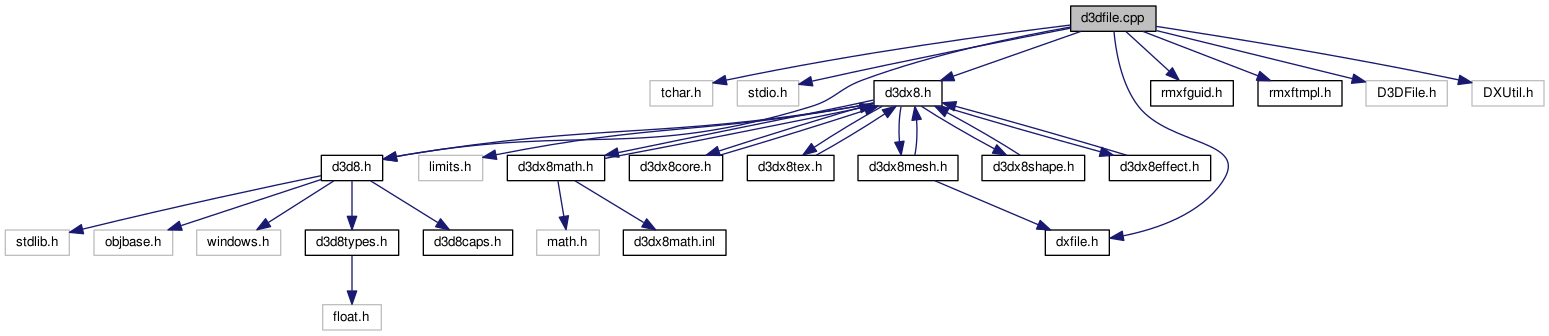 d3dfile.cpp
tchar.h
stdio.h
d3dx8.h
rmxfguid.h
rmxftmpl.h
D3DFile.h
DXUtil.h
d3d8.h
limits.h
d3dx8math.h
d3dx8core.h
d3dx8tex.h
d3dx8mesh.h
d3dx8shape.h
d3dx8effect.h
stdlib.h
objbase.h
windows.h
d3d8types.h
d3d8caps.h
math.h
d3dx8math.inl
dxfile.h
float.h